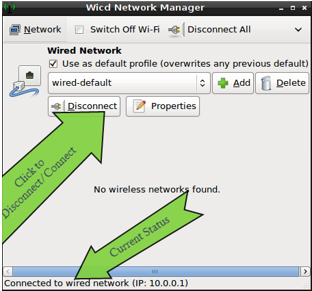 Wicd Network Manager
Network Switch Off Wi-Fi Disconnect All
Wired Network
Use as default profile (overwrites any previous default)
wired-default Add Delete
Disconnect Properties
Click to
Disconnect/Connect
No wireless networks found.
Current Status
Connected to wired network (IP: 10.0.0.1)